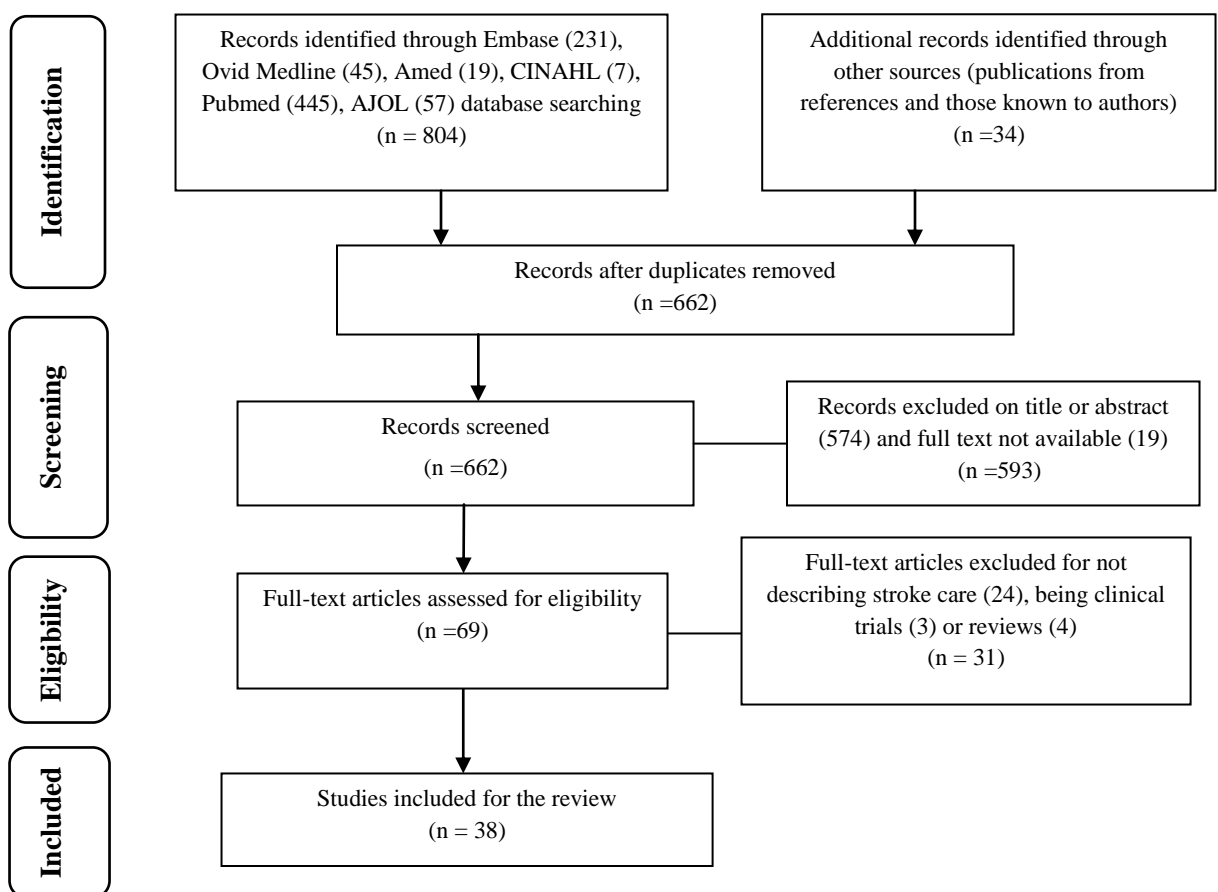 Identification
Records identified through Embase (231),
Ovid Medline (45), Amed (19), CINAHL (7),
Pubmed (445), AJOL (57) database searching
(n = 804)
Additional records identified through
other sources (publications from
references and those known to authors)
(n =34)
Records after duplicates removed
(n =662)
Screening
Records screened
(n =662)
Records excluded on title or abstract
(574) and full text not available (19)
n =593)
Eligibility
Full-text articles assessed for eligibility
(n =69)
Full-text articles excluded for not
describing stroke care (24), being clinical
trials (3) or reviews (4)
(n = 31)
Included
Studies included for the review
(n = 38)